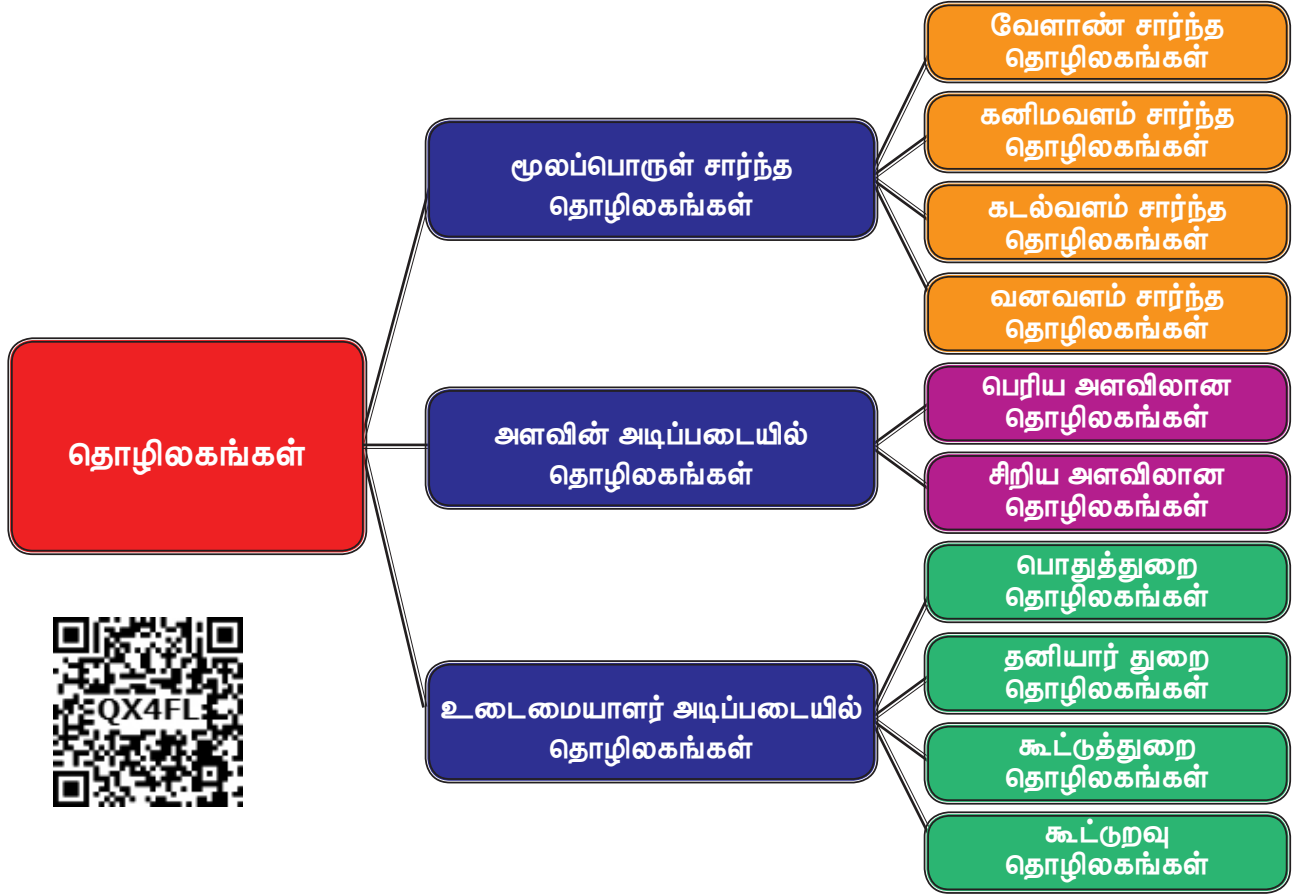 தொழிலகங்கள்
மூலப்பொருள் சார்ந்த
தொழிலகங்கள்
வேளாண் சார்ந்த
தொழிலகங்கள்
கனிமவளம் சார்ந்த
தொழிலகங்கள்
கடல்வளம் சார்ந்த
தொழிலகங்கள்
வனவளம் சார்ந்த
தொழிலகங்கள்
அளவின் அடிப்படையில்
தொழிலகங்கள்
பெரிய அளவிலான
தொழிலகங்கள்
சிறிய அளவிலான
தொழிலகங்கள்
உடைமையாளர் அடிப்படையில்
தொழிலகங்கள்
பொதுத்துறை
தொழிலகங்கள்
தனியார் துறை
தொழிலகங்கள்
கூட்டுத்துறை
தொழிலகங்கள்
கூட்டுறவு
தொழிலகங்கள்
QX4FL